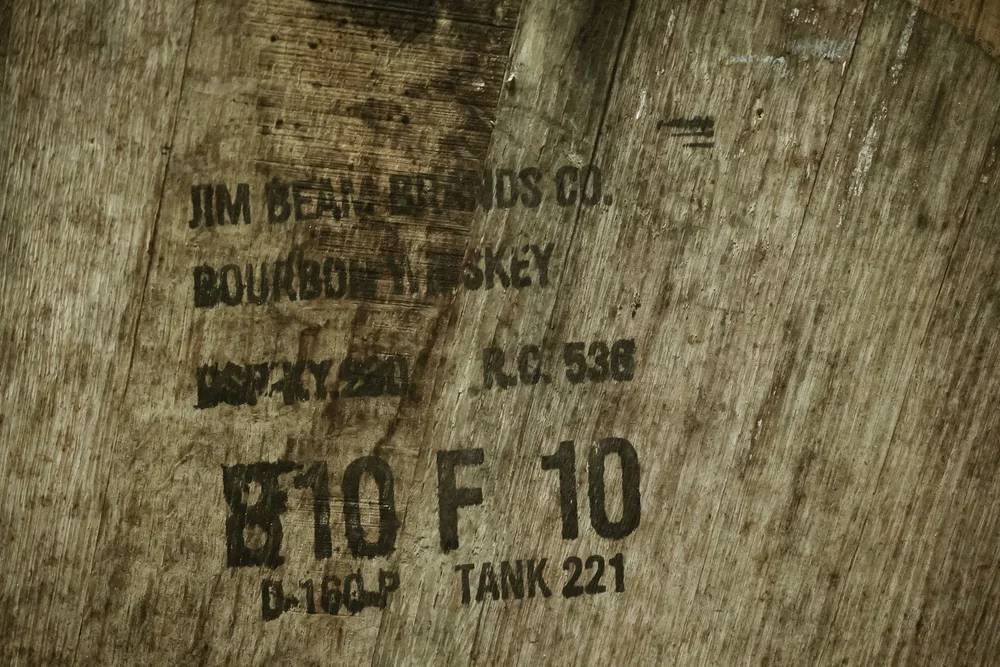 JIM BEAM BRANDS CO.
BOURBON WHISKEY
DSP-KY. 230 R.C. 536
B10 F 10
D-160-P TANK 221